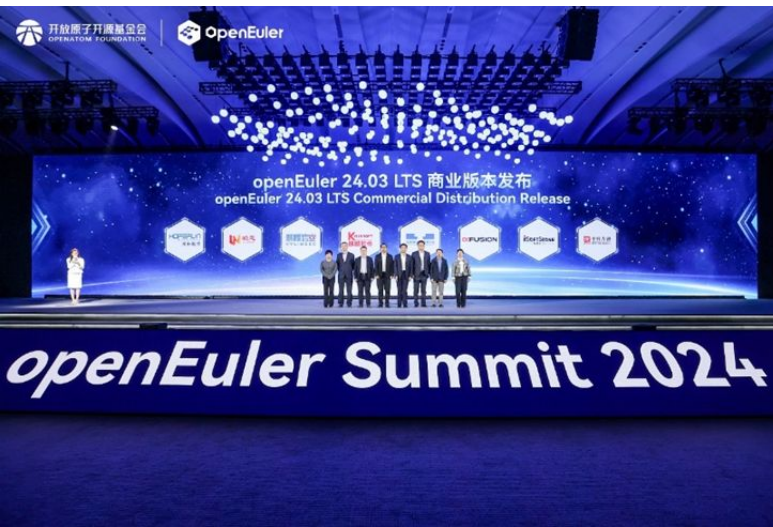 开放原子开源基金会
OPENATOM FOUNDATION
OpenEuler
openEuler 24.03 LTS 商业版本发布
openEuler 24.03 LTS Commercial Distribution Release
HOPERUN
FUSION
iSoftStone
openEuler Summit 2024